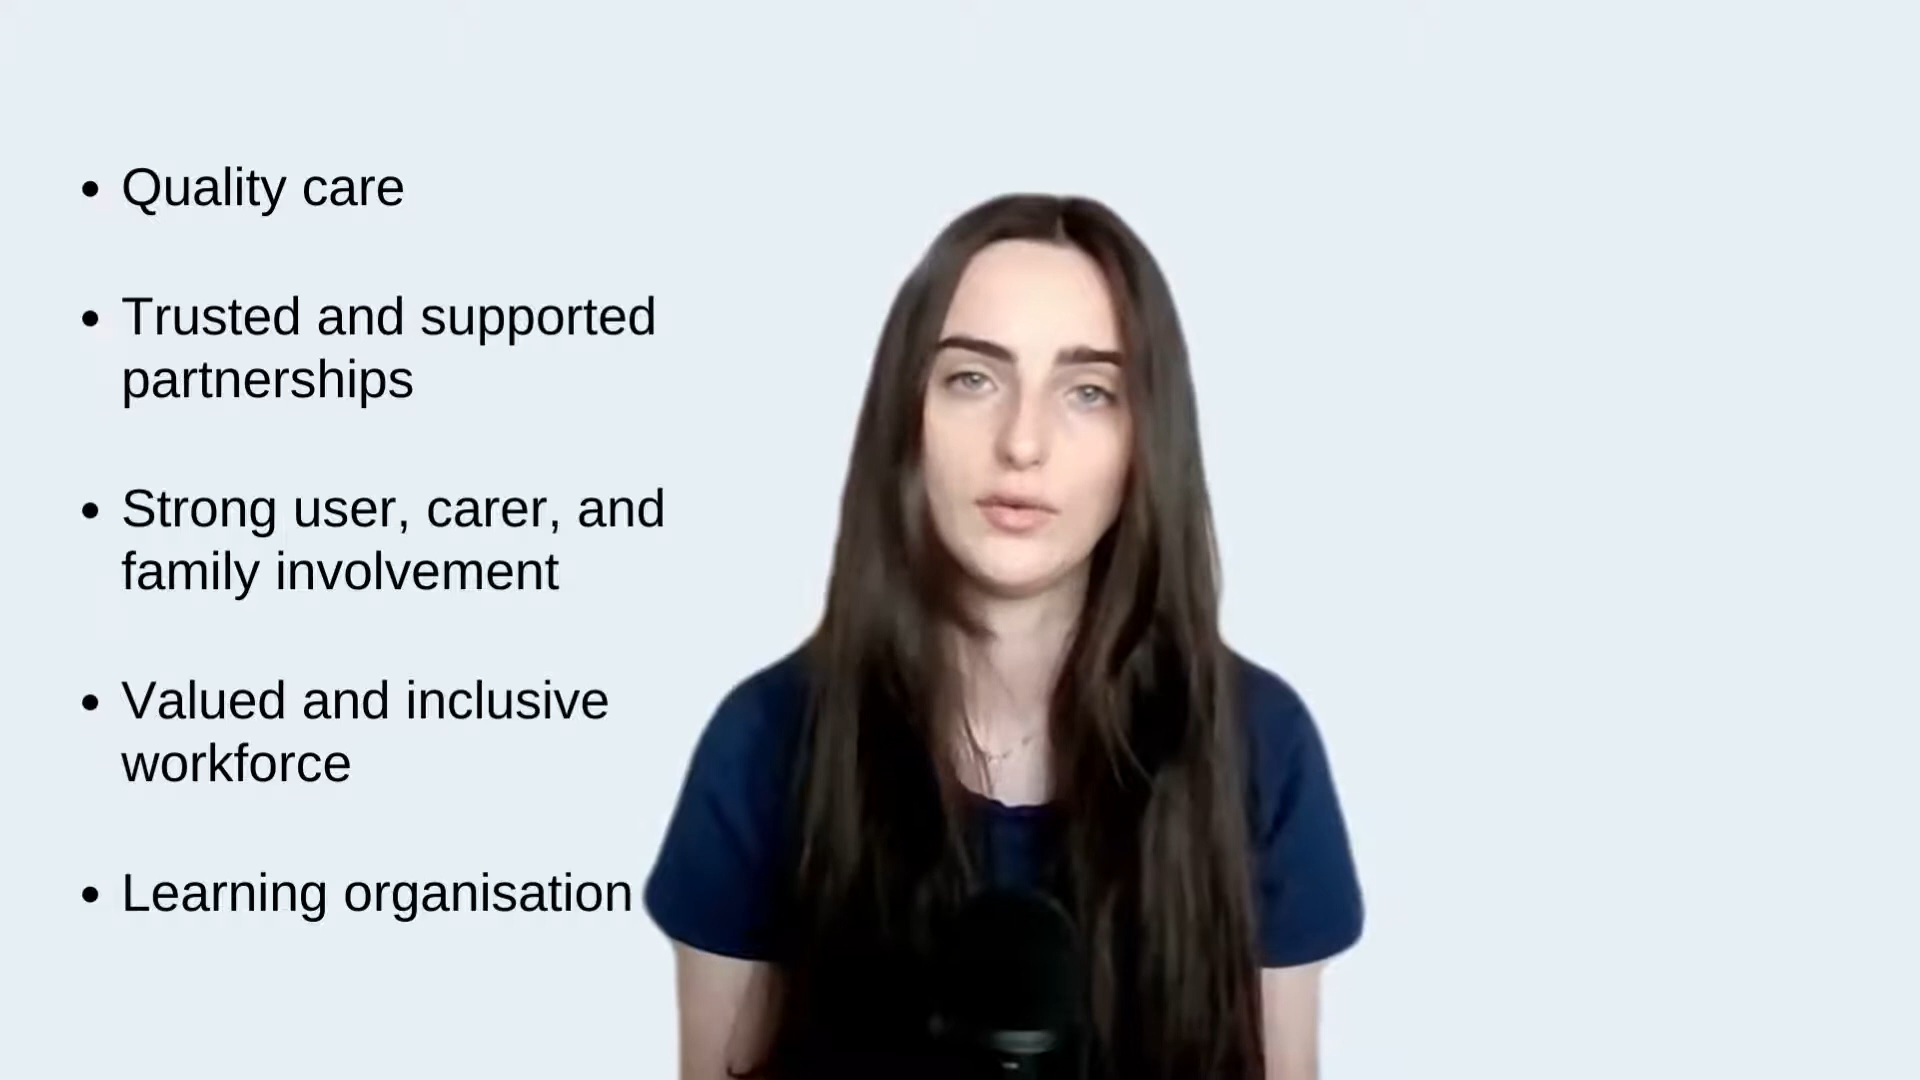 • Quality care
• Trusted and supported
partnerships
• Strong user, carer, and
family involvement
• Valued and inclusive
workforce
• Learning organisation